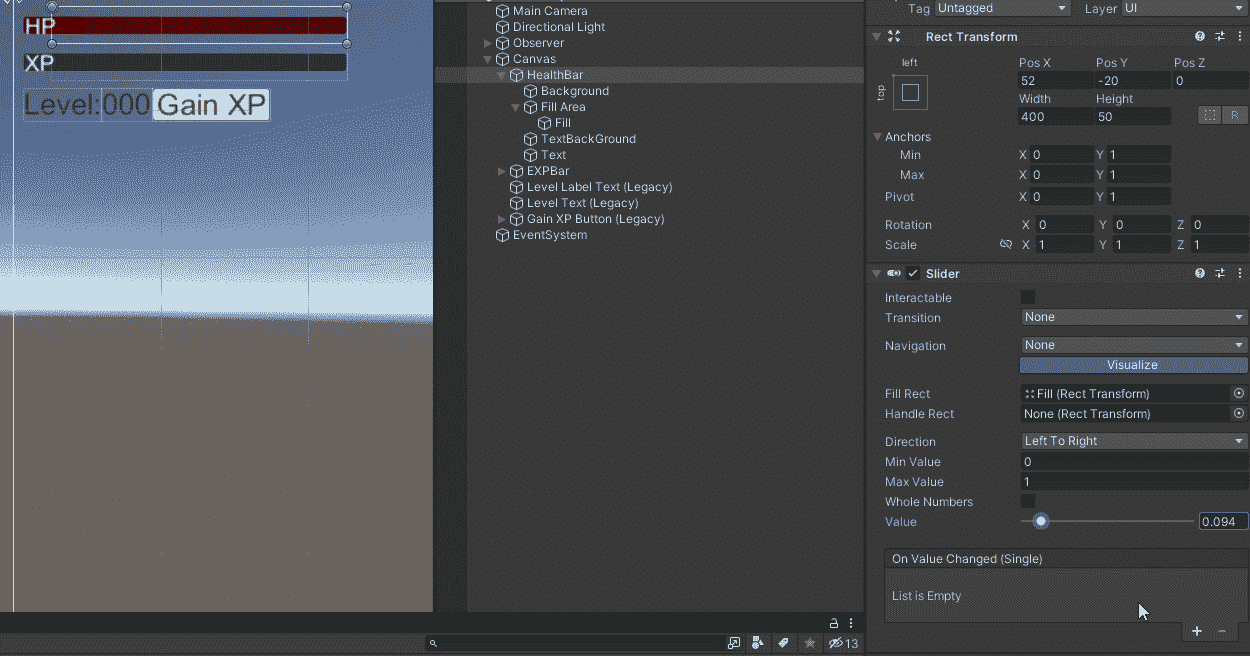 HP
XP
Level:000 Gain XP
Main Camera
Directional Light
Observer
Canvas
HealthBar
Background
Fill Area
Fill
TextBackGround
Text
EXPBar
Level Label Text (Legacy)
Level Text (Legacy)
Gain XP Button (Legacy)
EventSystem
13
Tag Untagged Layer UI
Rect Transform
left Pos X Pos Y Pos Z
top 52 -20 0
Width Height
400 50 R
Anchors
Min X 0 Y 1
Max X 0 Y 1
Pivot X 0 Y 1
Rotation X 0 Y 0 Z 0
Scale X 1 Y 1 Z 1
Slider
Interactable
Transition None
Navigation None
Visualize
Fill Rect Fill (Rect Transform)
Handle Rect None (Rect Transform)
Direction Left To Right
Min Value 0
Max Value 1
Whole Numbers
Value 0.094
On Value Changed (Single)
List is Empty
+ −